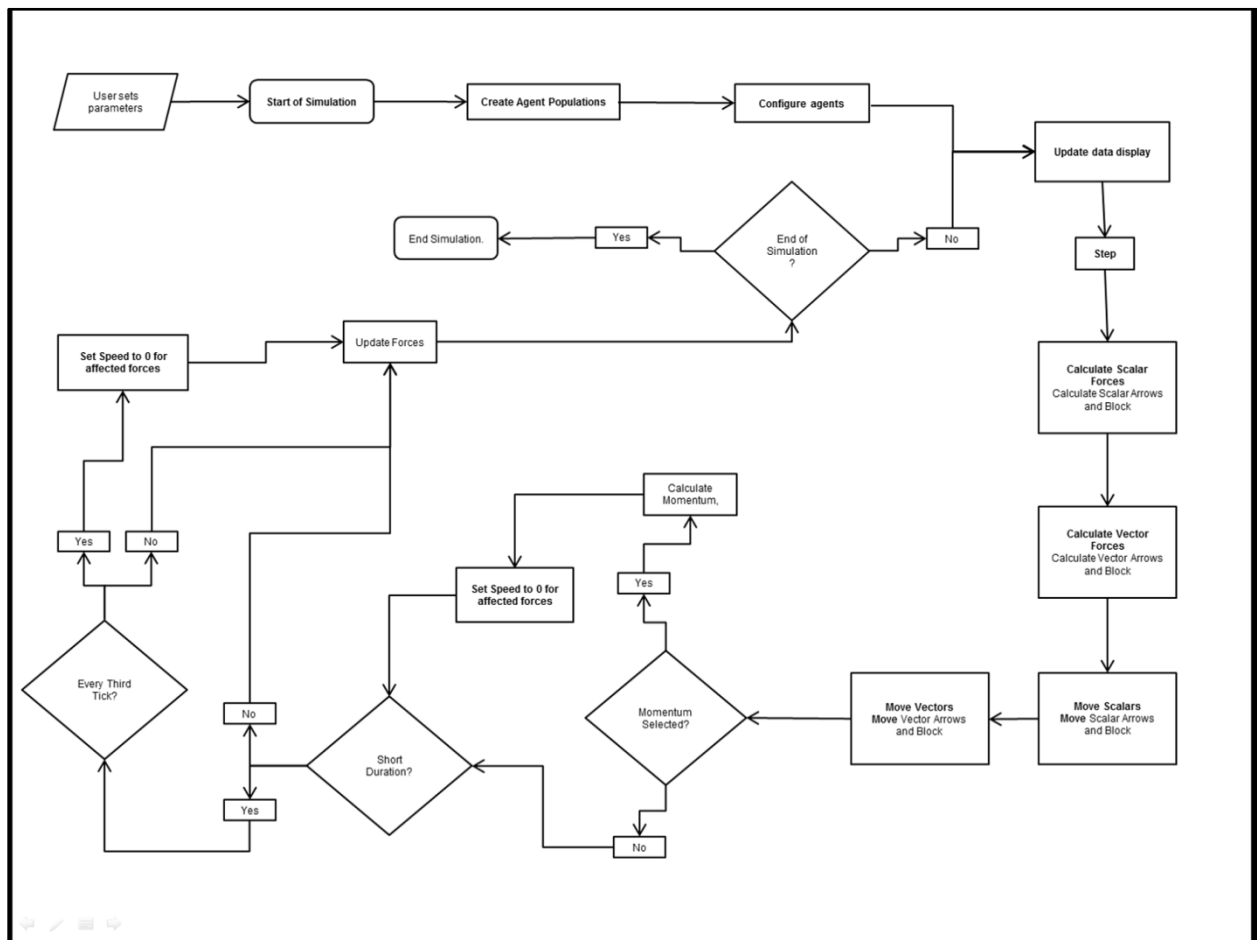 User sets
parameters
Start of Simulation
Create Agent Populations
Configure agents
Update data display
End Simulation.
Yes
End of
Simulation
?
No
Step
Set Speed to 0 for
affected forces
Update Forces
Calculate Scalar
Forces
Calculate Scalar Arrows
and Block
Calculate
Momentum,
Yes
No
Calculate Vector
Forces
Calculate Vector Arrows
and Block
Set Speed to 0 for
affected forces
Yes
Every Third
Tick?
No
Short
Duration?
Yes
Momentum
Selected?
No
Move Vectors
Move Vector Arrows
and Block
Move Scalars
Move Scalar Arrows
and Block